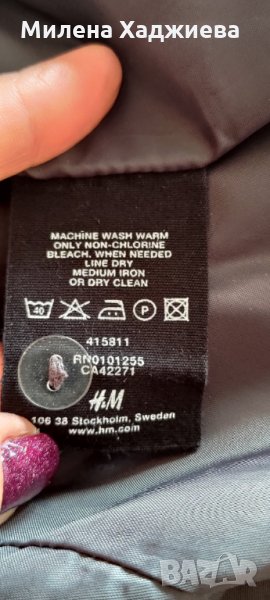 Милена Хаджиева
MACHINE WASH WARM
ONLY NON-CHLORINE
BLEACH. WHEN NEEDED
LINE DRY
MEDIUM IRON
OR DRY CLEAN
40 P
415811
RN0101255
CA42271
H&M
106 38 Stockholm, Sweden
www.hm.com
BAZAR